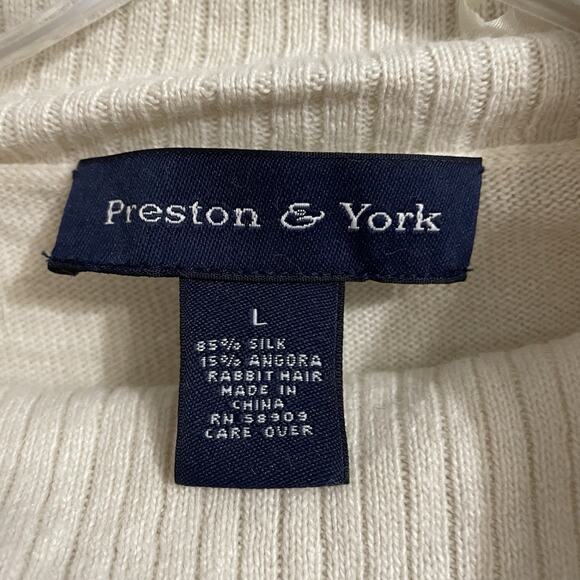 Preston & York
L
85% SILK
15% ANGORA
RABBIT HAIR
MADE IN
CHINA
RN 58909
CARE OVER